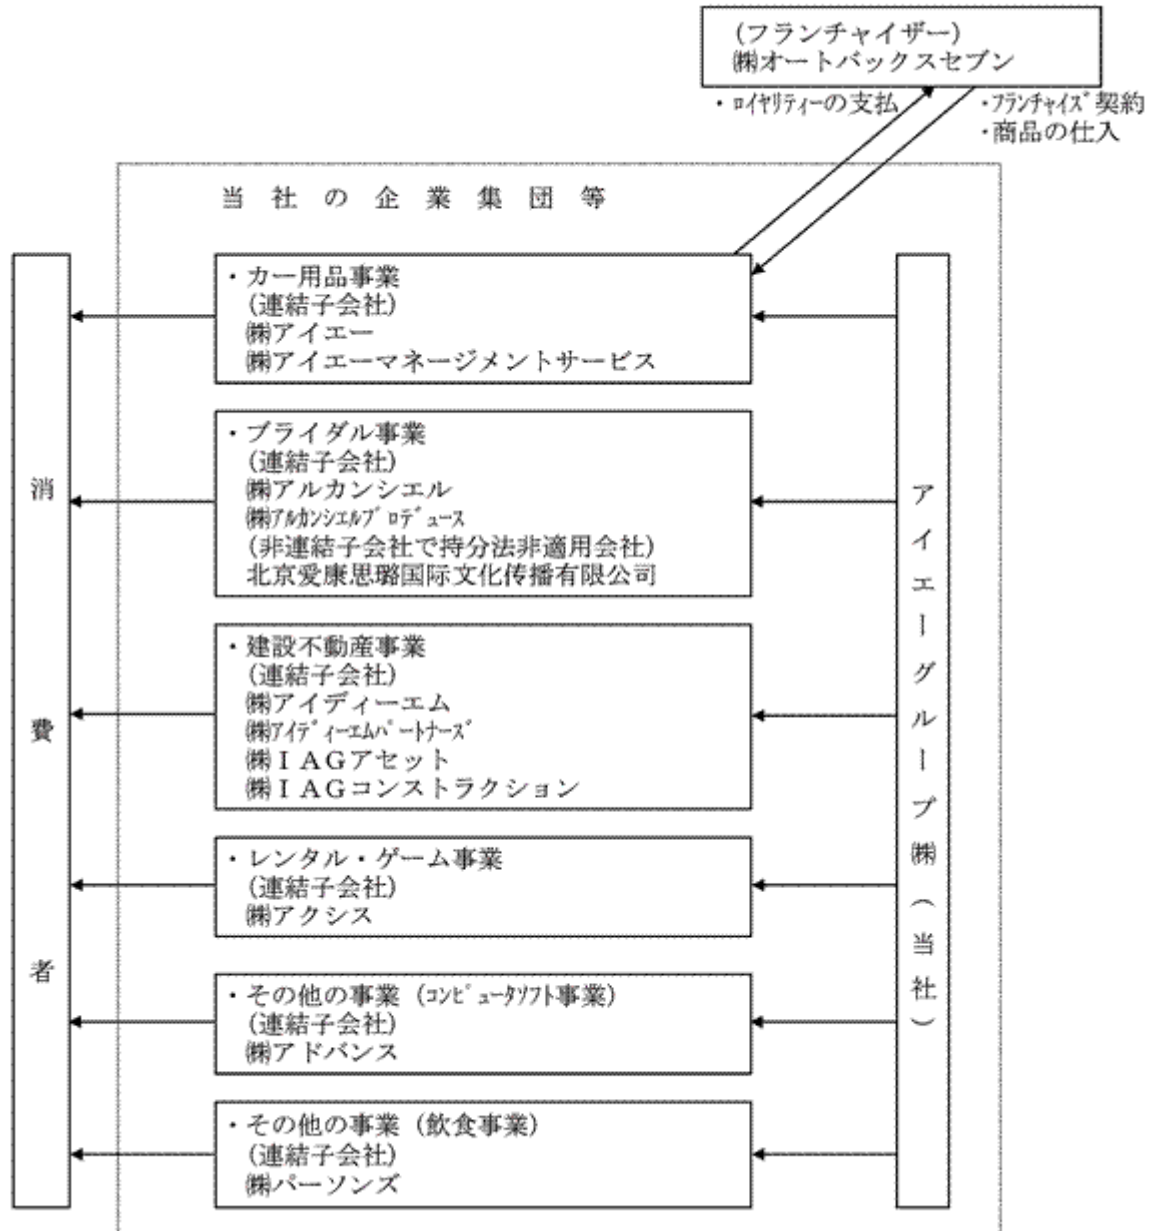 (フランチャイザー)
㈱オートバックスセブン
・ﾛｲﾔﾘﾃｨｰの支払
・ﾌﾗﾝﾁｬｲｽﾞ契約
・商品の仕入
当社の企業集団等
・カー用品事業
(連結子会社)
㈱アイエー
㈱アイエーマネージメントサービス
・ブライダル事業
(連結子会社)
㈱アルカンシエル
㈱ｱﾙｶﾝｼｴﾙﾌﾟﾛﾃﾞｭｰｽ
(非連結子会社で持分法非適用会社)
北京爱康思璐国际文化传播有限公司
・建設不動産事業
(連結子会社)
㈱アイディーエム
㈱ｱｲﾃﾞｨｰｴﾑﾊﾟｰﾄﾅｰｽﾞ
㈱ＩＡＧアセット
㈱ＩＡＧコンストラクション
・レンタル・ゲーム事業
(連結子会社)
㈱アクシス
・その他の事業 (ｺﾝﾋﾟｭｰﾀｿﾌﾄ事業)
(連結子会社)
㈱アドバンス
・その他の事業 (飲食事業)
(連結子会社)
㈱パーソンズ
消費者
アイエーグループ㈱(当社)